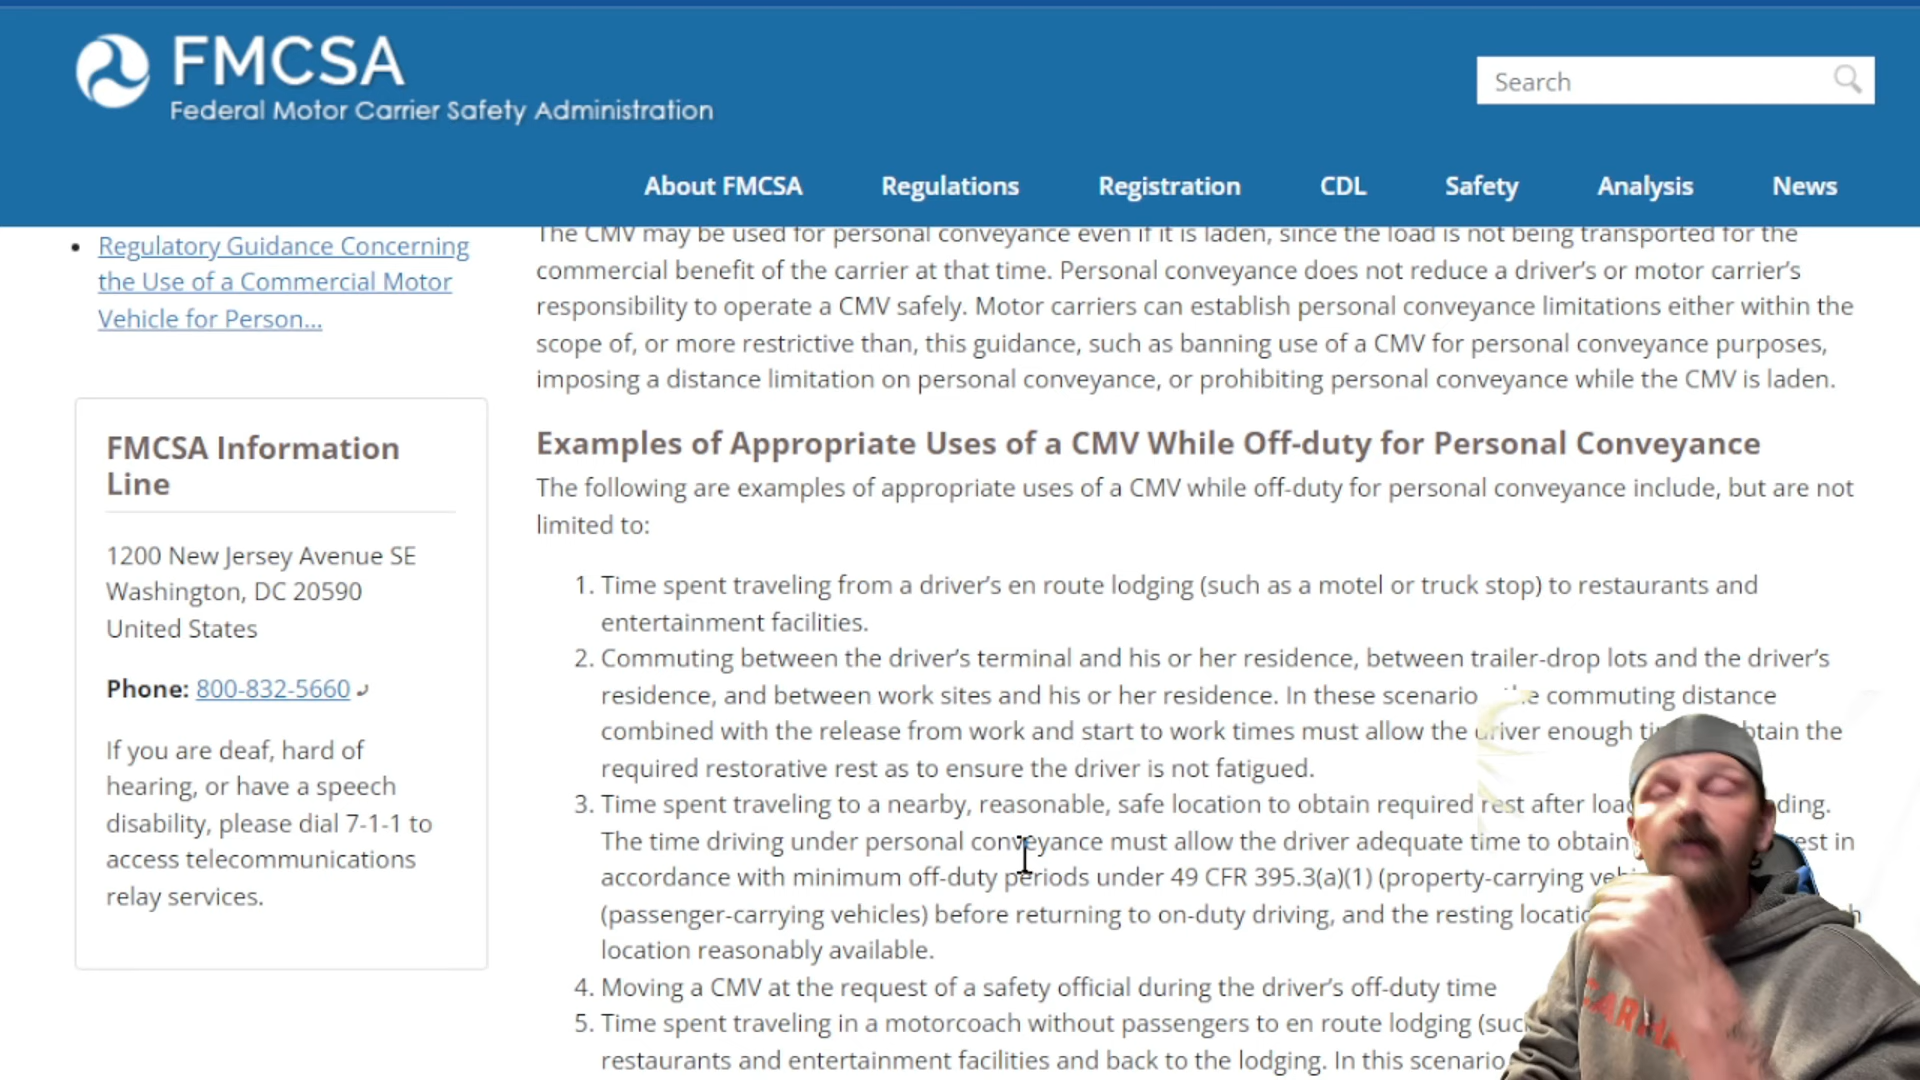 FMCSA
Federal Motor Carrier Safety Administration
Search
About FMCSA Regulations Registration CDL Safety Analysis News
Regulatory Guidance Concerning
the Use of a Commercial Motor
Vehicle for Person...
FMCSA Information
Line
1200 New Jersey Avenue SE
Washington, DC 20590
United States
Phone: 800-832-5660
If you are deaf, hard of
hearing, or have a speech
disability, please dial 7-1-1 to
access telecommunications
relay services.
The CMV may be used for personal conveyance even if it is laden, since the load is not being transported for the
commercial benefit of the carrier at that time. Personal conveyance does not reduce a driver's or motor carrier's
responsibility to operate a CMV safely. Motor carriers can establish personal conveyance limitations either within the
scope of, or more restrictive than, this guidance, such as banning use of a CMV for personal conveyance purposes,
imposing a distance limitation on personal conveyance, or prohibiting personal conveyance while the CMV is laden.
Examples of Appropriate Uses of a CMV While Off-duty for Personal Conveyance
The following are examples of appropriate uses of a CMV while off-duty for personal conveyance include, but are not
limited to:
1. Time spent traveling from a driver's en route lodging (such as a motel or truck stop) to restaurants and
entertainment facilities.
2. Commuting between the driver's terminal and his or her residence, between trailer-drop lots and the driver's
residence, and between work sites and his or her residence. In these commuting distance
combined with the release from work and start to work times must allow the driver enough the
required restorative rest as to ensure the driver is not fatigued.
3. Time spent traveling to a nearby, reasonable, safe location to obtain required rest after
The time driving under personal conveyance must allow the driver adequate time to obtain in
accordance with minimum off-duty periods under 49 CFR 395.3(a)(1) (property-carrying
(passenger-carrying vehicles) before returning to on-duty driving, and the resting
location reasonably available.
4. Moving a CMV at the request of a safety official during the driver's off-duty time
5. Time spent traveling in a motorcoach without passengers to en route lodging
restaurants and entertainment facilities and back to the lodging. In this scenario